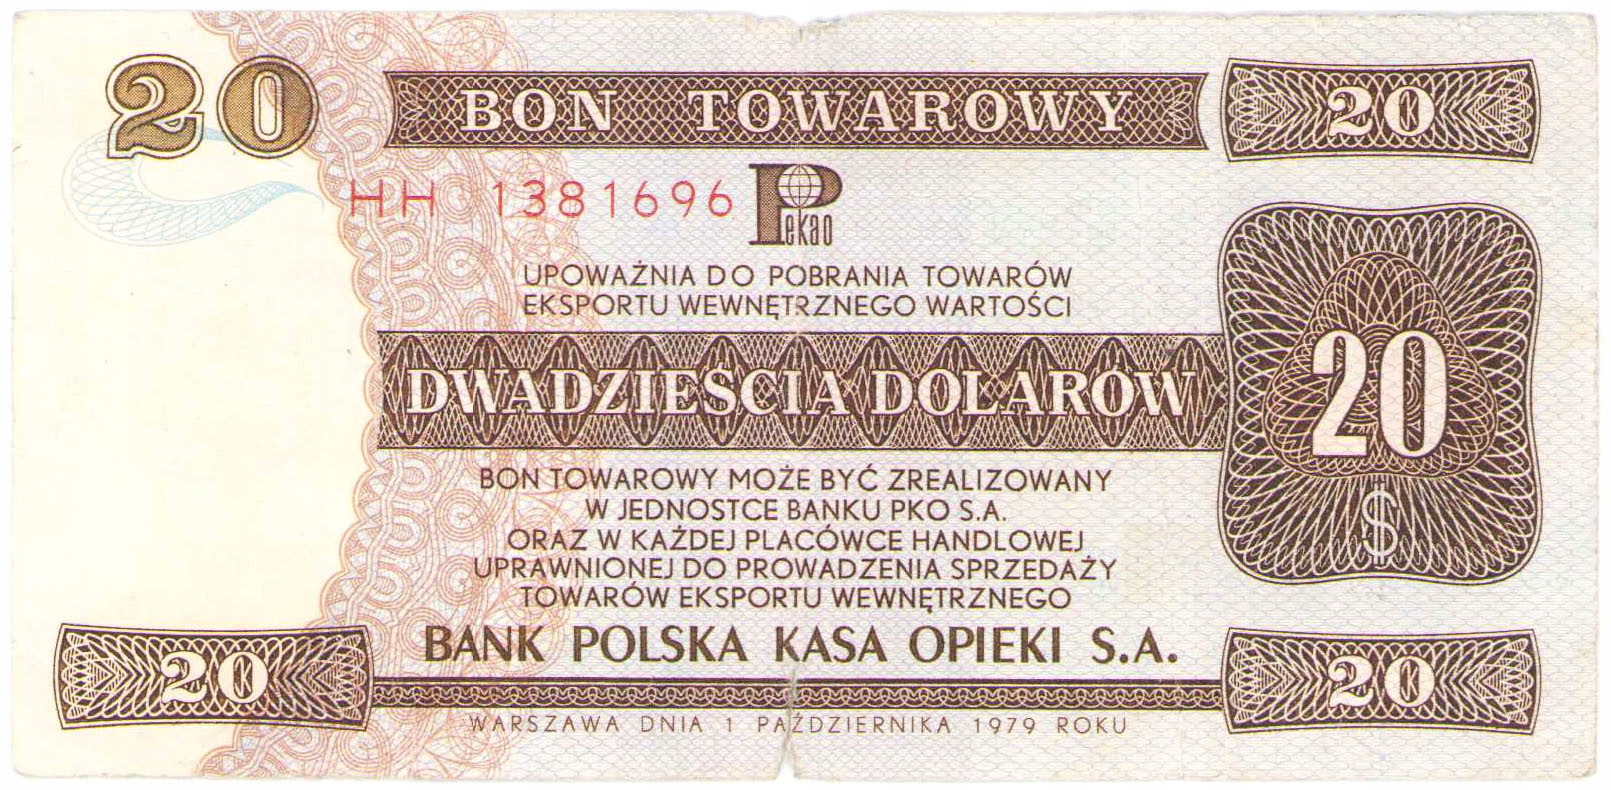 20 BON TOWAROWY 20
HH 1381696 Pekao
UPOWAŻNIA DO POBRANIA TOWARÓW
EKSPORTU WEWNĘTRZNEGO WARTOŚCI
DWADZIEŚCIA DOLARÓW 20
$
BON TOWAROWY MOŻE BYĆ ZREALIZOWANY
W JEDNOSTCE BANKU PKO S.A.
ORAZ W KAŻDEJ PLACÓWCE HANDLOWEJ
UPRAWNIONEJ DO PROWADZENIA SPRZEDAŻY
TOWARÓW EKSPORTU WEWNĘTRZNEGO
BANK POLSKA KASA OPIEKI S.A.
20 20
WARSZAWA DNIA 1 PAŹDZIERNIKA 1979 ROKU